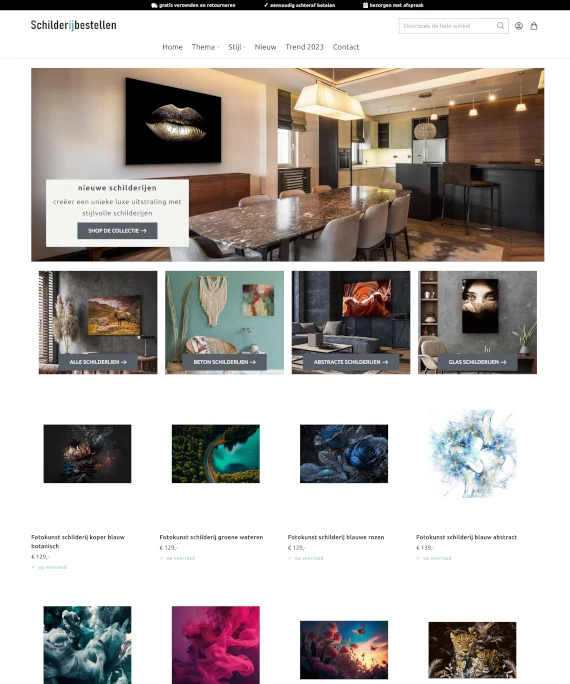 gratis verzenden en retourneren
✓ eenvoudig achteraf betalen
bezorgen met afspraak
Schilderijbestellen
Doorzoek de hele winkel
Home Thema Stijl Nieuw Trend 2023 Contact
nieuwe schilderijen
creëer een unieke luxe uitstraling met
stijlvolle schilderijen
SHOP DE COLLECTIE →
ALLE SCHILDERIJEN →
BETON SCHILDERIJEN →
ABSTRACTE SCHILDERIJEN →
GLAS SCHILDERIJEN →
Fotokunst schilderij koper blauw
botanisch
€ 129,-
✓ op voorraad
Fotokunst schilderij groene wateren
€ 129,-
✓ op voorraad
Fotokunst schilderij blauwe rozen
€ 129,-
✓ op voorraad
Fotokunst schilderij blauw abstract
€ 139,-
✓ op voorraad